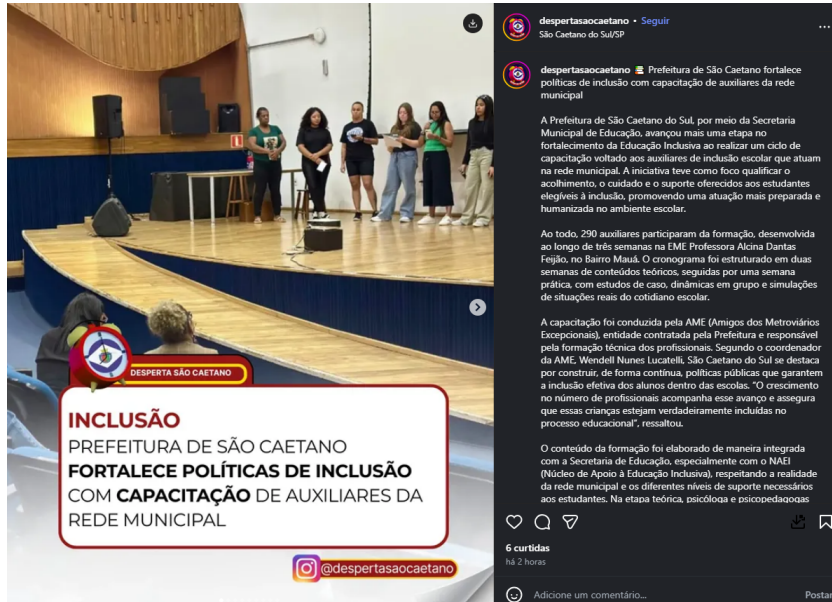 DESPERTA SÃO CAETANO
INCLUSÃO
PREFEITURA DE SÃO CAETANO
FORTALECE POLÍTICAS DE INCLUSÃO
COM CAPACITAÇÃO DE AUXILIARES DA
REDE MUNICIPAL
@despertasaocaetano
despertasaocaetano • Seguir
São Caetano do Sul/SP
despertasaocaetano 📚 Prefeitura de São Caetano fortalece
políticas de inclusão com capacitação de auxiliares da rede
municipal
A Prefeitura de São Caetano do Sul, por meio da Secretaria
Municipal de Educação, avançou mais uma etapa no
fortalecimento da Educação Inclusiva ao realizar um ciclo de
capacitação voltado aos auxiliares de inclusão escolar que atuam
na rede municipal. A iniciativa teve como foco qualificar o
acolhimento, o cuidado e o suporte oferecidos aos estudantes
elegíveis à inclusão, promovendo uma atuação mais preparada e
humanizada no ambiente escolar.
Ao todo, 290 auxiliares participaram da formação, desenvolvida
ao longo de três semanas na EME Professora Alcina Dantas
Feijão, no Bairro Mauá. O cronograma foi estruturado em duas
semanas de conteúdos teóricos, seguidas por uma semana
prática, com estudos de caso, dinâmicas em grupo e simulações
de situações reais do cotidiano escolar.
A capacitação foi conduzida pela AME (Amigos dos Metroviários
Excepcionais), entidade contratada pela Prefeitura e responsável
pela formação técnica dos profissionais. Segundo o coordenador
da AME, Wendell Nunes Lucatelli, São Caetano do Sul se destaca
por construir, de forma contínua, políticas públicas que garantem
a inclusão efetiva dos alunos dentro das escolas. “O crescimento
no número de profissionais acompanha esse avanço e assegura
que essas crianças estejam verdadeiramente incluídas no
processo educacional”, ressaltou.
O conteúdo da formação foi elaborado de maneira integrada
com a Secretaria de Educação, especialmente com o NAEI
(Núcleo de Apoio à Educação Inclusiva), respeitando a realidade
da rede municipal e os diferentes níveis de suporte necessários
aos estudantes. Na etapa teórica, psicóloga e psicopedagogas
6 curtidas
há 2 horas
Adicione um comentário...
Postar